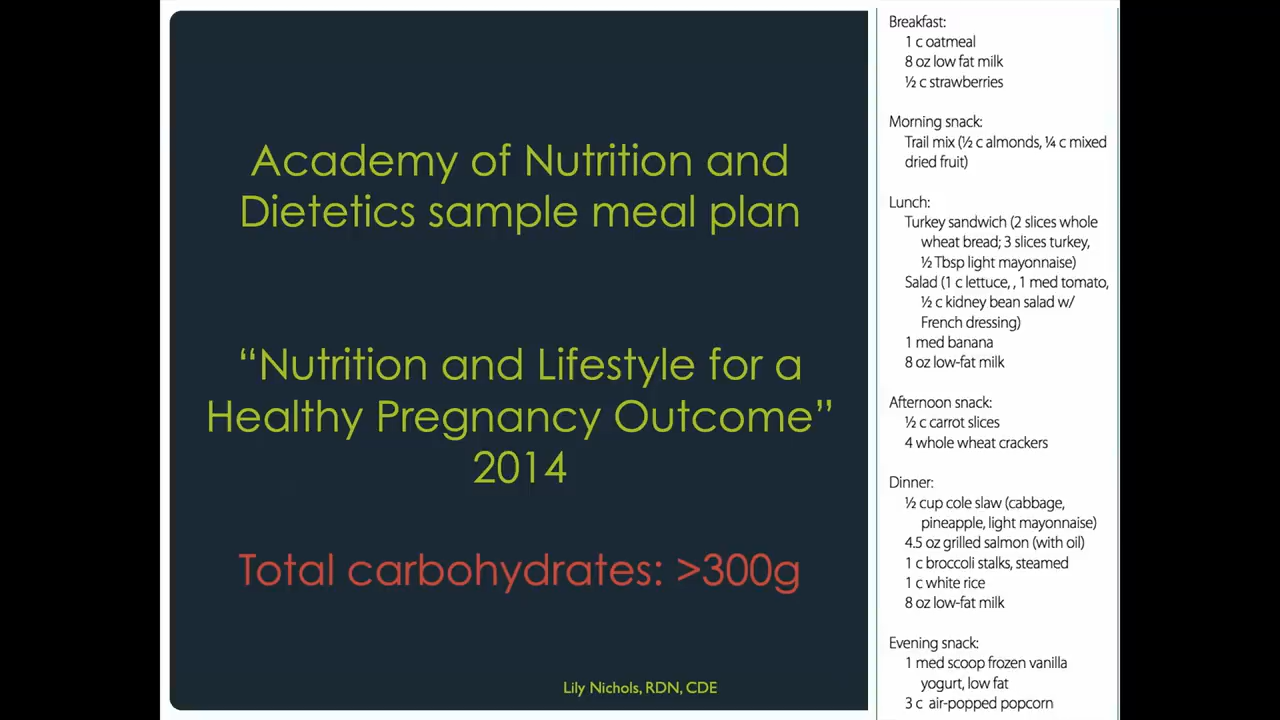 Academy of Nutrition and
Dietetics sample meal plan
“Nutrition and Lifestyle for a
Healthy Pregnancy Outcome”
2014
Total carbohydrates: >300g
Lily Nichols, RDN, CDE
Breakfast:
1 c oatmeal
8 oz low fat milk
½ c strawberries
Morning snack:
Trail mix (½ c almonds, ¼ c mixed
dried fruit)
Lunch:
Turkey sandwich (2 slices whole
wheat bread; 3 slices turkey,
½ Tbsp light mayonnaise)
Salad (1 c lettuce, , 1 med tomato,
½ c kidney bean salad w/
French dressing)
1 med banana
8 oz low-fat milk
Afternoon snack:
½ c carrot slices
4 whole wheat crackers
Dinner:
½ cup cole slaw (cabbage,
pineapple, light mayonnaise)
4.5 oz grilled salmon (with oil)
1 c broccoli stalks, steamed
1 c white rice
8 oz low-fat milk
Evening snack:
1 med scoop frozen vanilla
yogurt, low fat
3 c air-popped popcorn